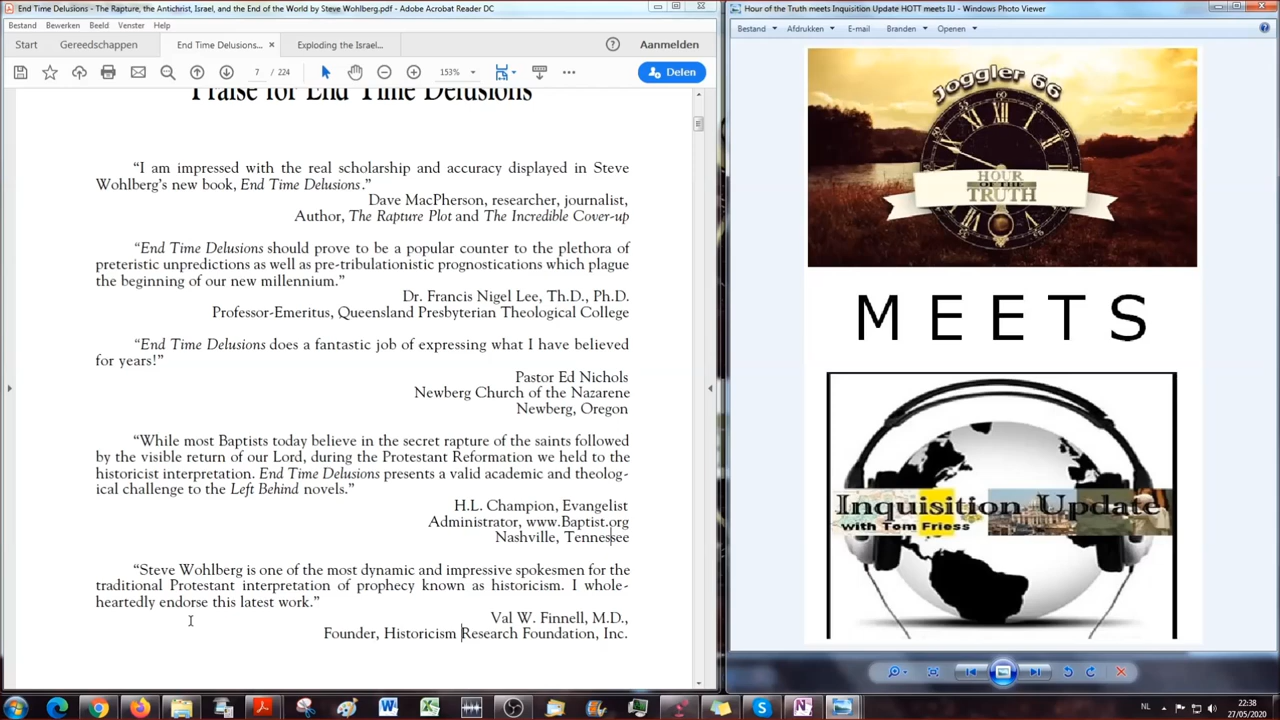 End Time Delusions - The Rapture, the Antichrist, Israel, and the End of the World by Steve Wohlberg.pdf - Adobe Acrobat Reader DC
Bestand Bewerken Beeld Venster Help
Start Gereedschappen End Time Delusions... × Exploding the Israel... Aanmelden
7 / 224 153% Delen
Praise for End Time Delusions
“I am impressed with the real scholarship and accuracy displayed in Steve
Wohlberg’s new book, End Time Delusions.”
Dave MacPherson, researcher, journalist,
Author, The Rapture Plot and The Incredible Cover-up
“End Time Delusions should prove to be a popular counter to the plethora of
preteristic unpredictions as well as pre-tribulationistic prognostications which plague
the beginning of our new millennium.”
Dr. Francis Nigel Lee, Th.D., Ph.D.
Professor-Emeritus, Queensland Presbyterian Theological College
“End Time Delusions does a fantastic job of expressing what I have believed
for years!”
Pastor Ed Nichols
Newberg Church of the Nazarene
Newberg, Oregon
“While most Baptists today believe in the secret rapture of the saints followed
by the visible return of our Lord, during the Protestant Reformation we held to the
historicist interpretation. End Time Delusions presents a valid academic and theolog-
ical challenge to the Left Behind novels.”
H.L. Champion, Evangelist
Administrator, www.Baptist.org
Nashville, Tennessee
“Steve Wohlberg is one of the most dynamic and impressive spokesmen for the
traditional Protestant interpretation of prophecy known as historicism. I whole-
heartedly endorse this latest work.”
Val W. Finnell, M.D.,
Founder, Historicism Research Foundation, Inc.
Hour of the Truth meets Inquisition Update HOTT meets IU - Windows Photo Viewer
Bestand Afdrukken E-mail Branden Openen
Joggler 66
HOUR
OF THE
TRUTH
MEETS
Inquisition Update
with Tom Friess
NL
22:38
27/05/2020